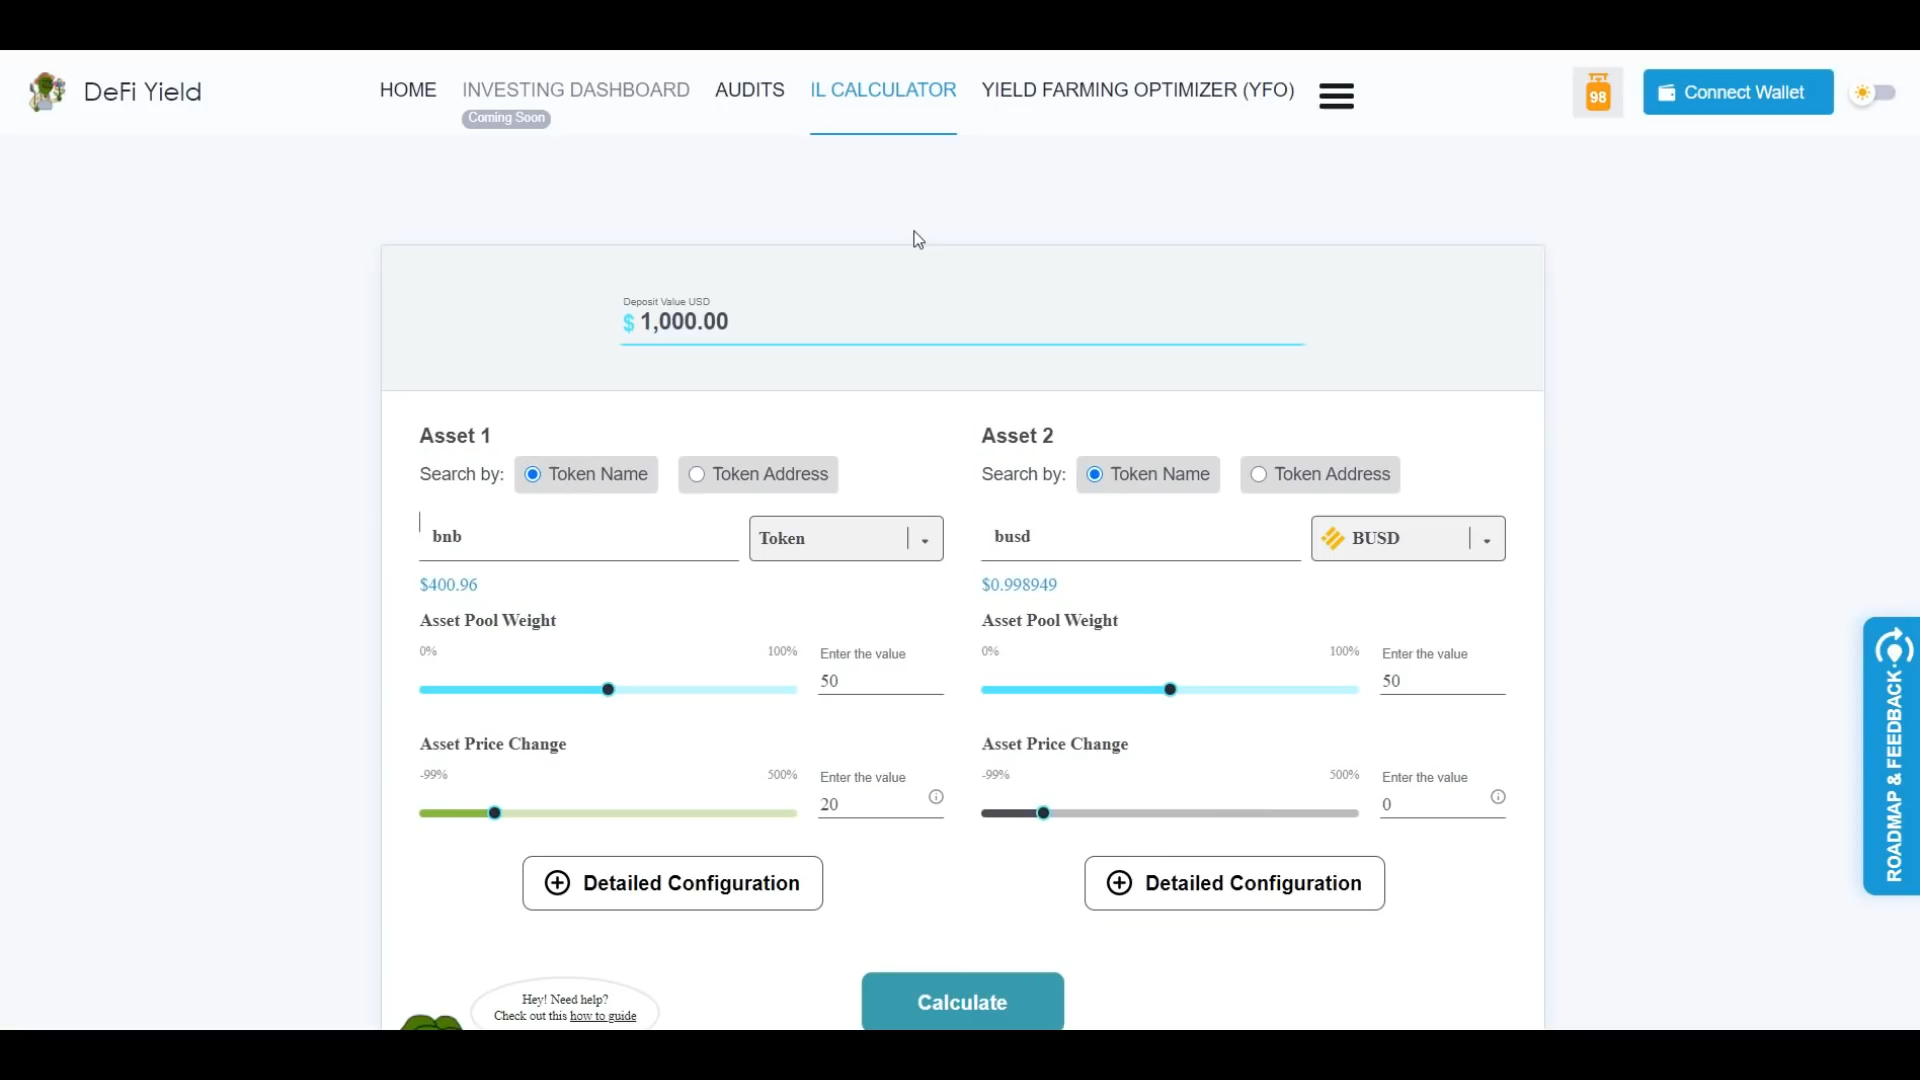 DeFi Yield
HOME
INVESTING DASHBOARD
Coming Soon
AUDITS
IL CALCULATOR
YIELD FARMING OPTIMIZER (YFO)
98
Connect Wallet
Deposit Value USD
$ 1,000.00
Asset 1
Search by: Token Name Token Address
bnb
Token
$400.96
Asset Pool Weight
0% 100% Enter the value
50
Asset Price Change
-99% 500% Enter the value
20
Detailed Configuration
Asset 2
Search by: Token Name Token Address
busd
BUSD
$0.998949
Asset Pool Weight
0% 100% Enter the value
50
Asset Price Change
-99% 500% Enter the value
0
Detailed Configuration
Hey! Need help?
Check out this how to guide
Calculate
ROADMAP & FEEDBACK